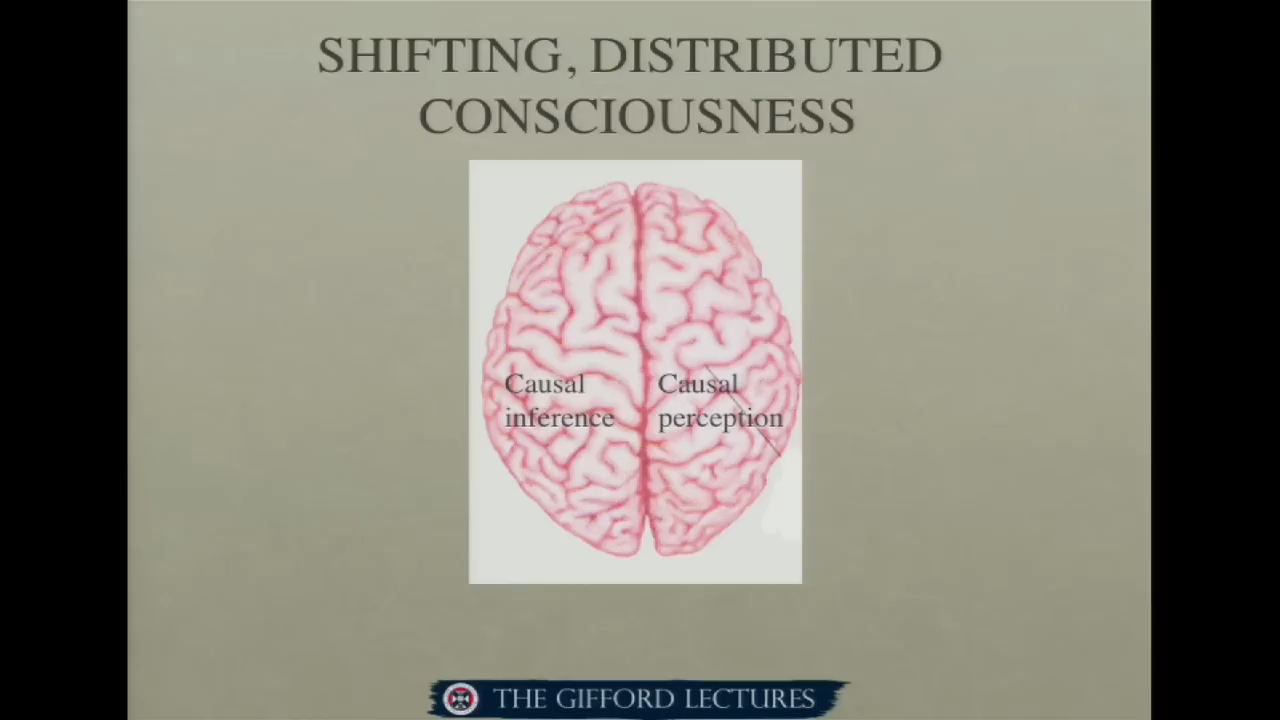 SHIFTING, DISTRIBUTED
CONSCIOUSNESS
Causal
inference
Causal
perception
THE GIFFORD LECTURES